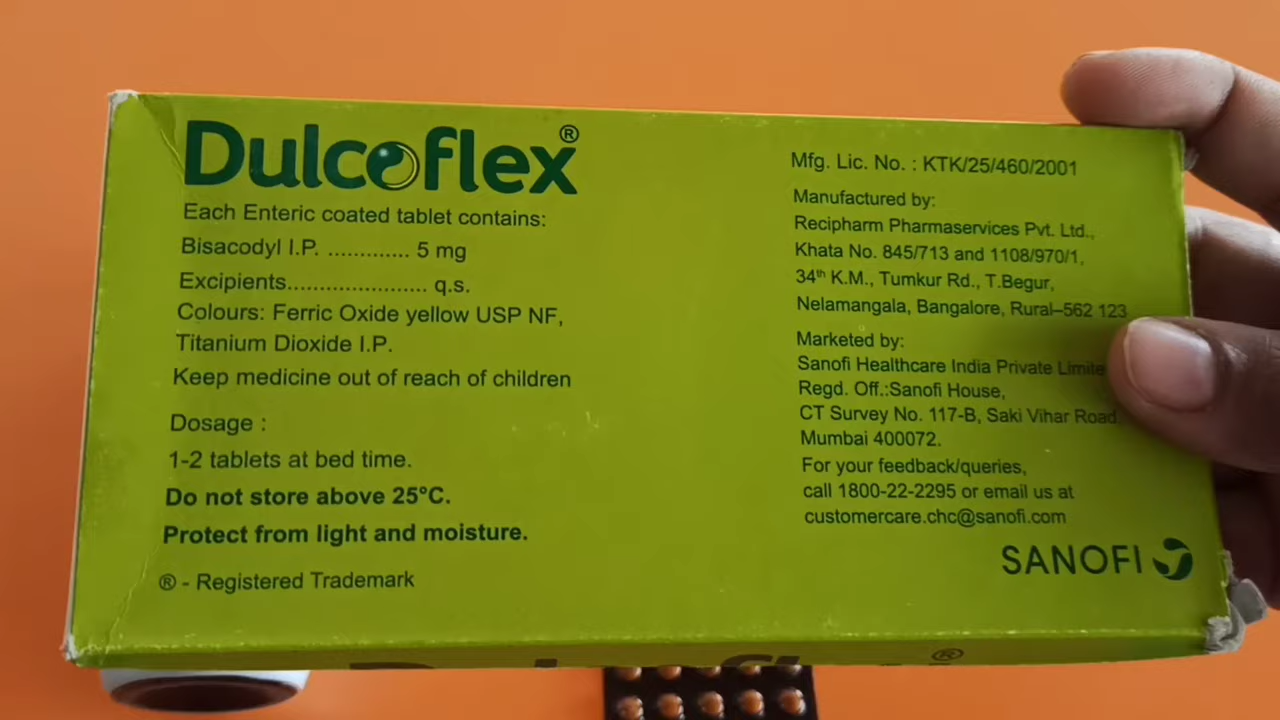 Dulcoflex®
Each Enteric coated tablet contains:
Bisacodyl I.P. ............. 5 mg
Excipients...................... q.s.
Colours: Ferric Oxide yellow USP NF,
Titanium Dioxide I.P.
Keep medicine out of reach of children
Dosage :
1-2 tablets at bed time.
Do not store above 25°C.
Protect from light and moisture.
® - Registered Trademark
Mfg. Lic. No. : KTK/25/460/2001
Manufactured by:
Recipharm Pharmaservices Pvt. Ltd.,
Khata No. 845/713 and 1108/970/1,
34th K.M., Tumkur Rd., T.Begur,
Nelamangala, Bangalore, Rural–562 123
Marketed by:
Sanofi Healthcare India Private Limite
Regd. Off.:Sanofi House,
CT Survey No. 117-B, Saki Vihar Road,
Mumbai 400072.
For your feedback/queries,
call 1800-22-2295 or email us at
customercare.chc@sanofi.com
SANOFI